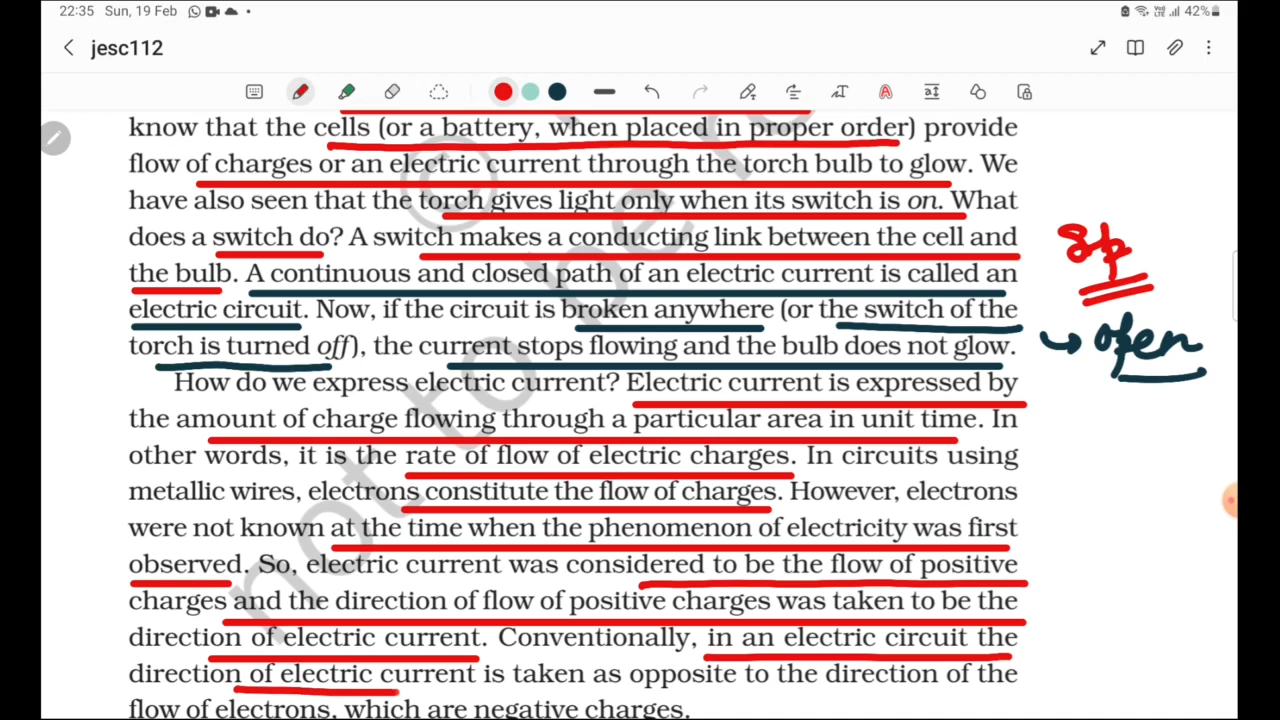 22:35 Sun, 19 Feb
42%
jesc112
know that the cells (or a battery, when placed in proper order) provide
flow of charges or an electric current through the torch bulb to glow. We
have also seen that the torch gives light only when its switch is on. What
does a switch do? A switch makes a conducting link between the cell and
the bulb. A continuous and closed path of an electric current is called an
electric circuit. Now, if the circuit is broken anywhere (or the switch of the
torch is turned off), the current stops flowing and the bulb does not glow.
open
How do we express electric current? Electric current is expressed by
the amount of charge flowing through a particular area in unit time. In
other words, it is the rate of flow of electric charges. In circuits using
metallic wires, electrons constitute the flow of charges. However, electrons
were not known at the time when the phenomenon of electricity was first
observed. So, electric current was considered to be the flow of positive
charges and the direction of flow of positive charges was taken to be the
direction of electric current. Conventionally, in an electric circuit the
direction of electric current is taken as opposite to the direction of the
flow of electrons, which are negative charges.
© not to be re